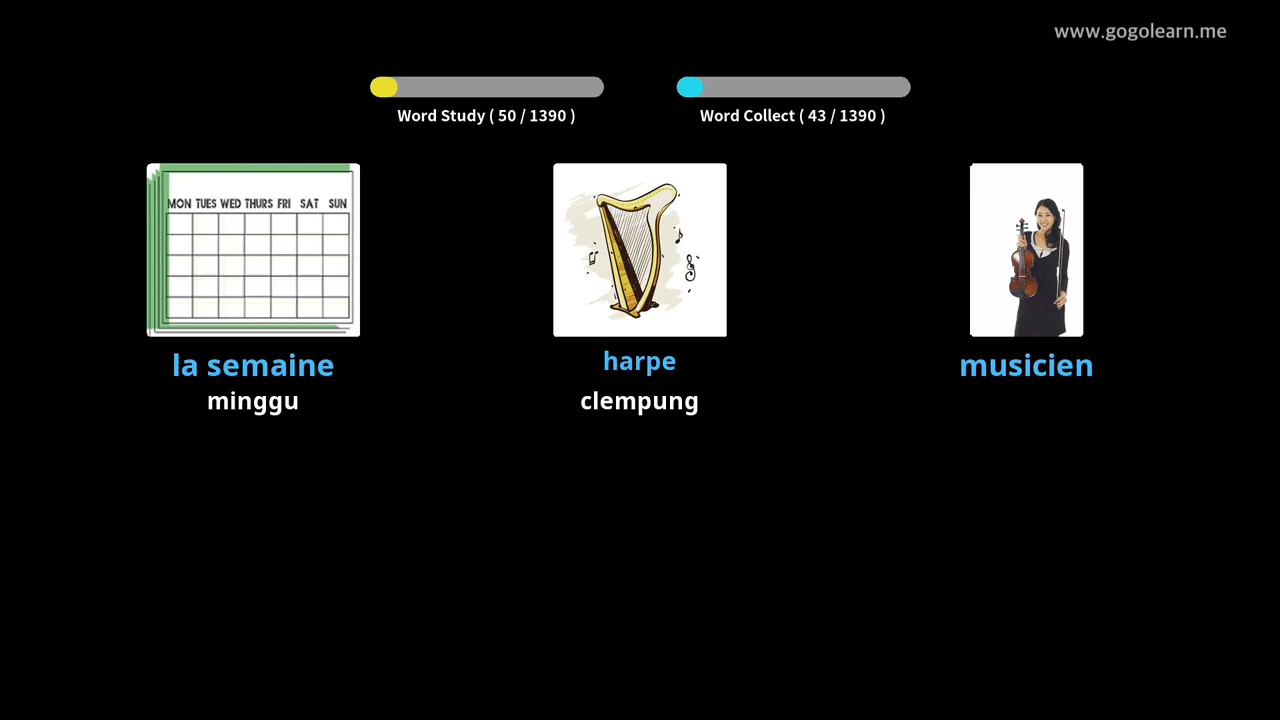 www.gogolearn.me
Word Study ( 50 / 1390 )
Word Collect ( 43 / 1390 )
MON TUES WED THURS FRI SAT SUN
la semaine
minggu
harpe
clempung
musicien